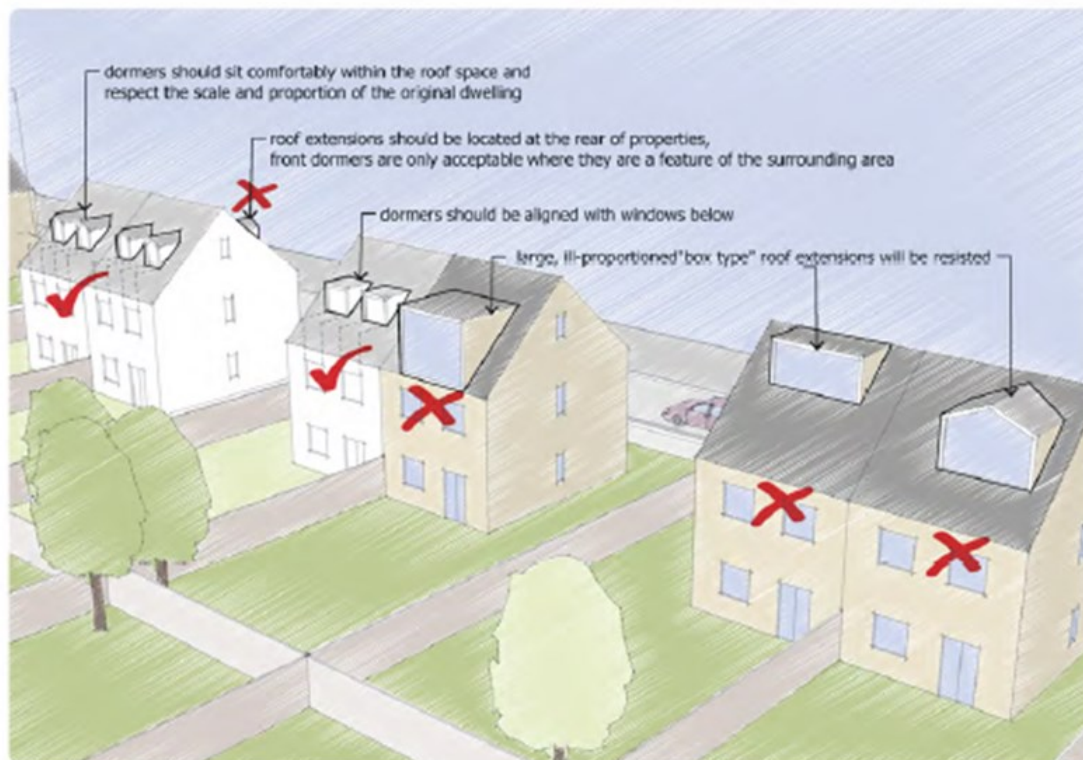 dormers should sit comfortably within the roof space and
respect the scale and proportion of the original dwelling
roof extensions should be located at the rear of properties,
front dormers are only acceptable where they are a feature of the surrounding area
dormers should be aligned with windows below
large, ill-proportioned"box type" roof extensions will be resisted